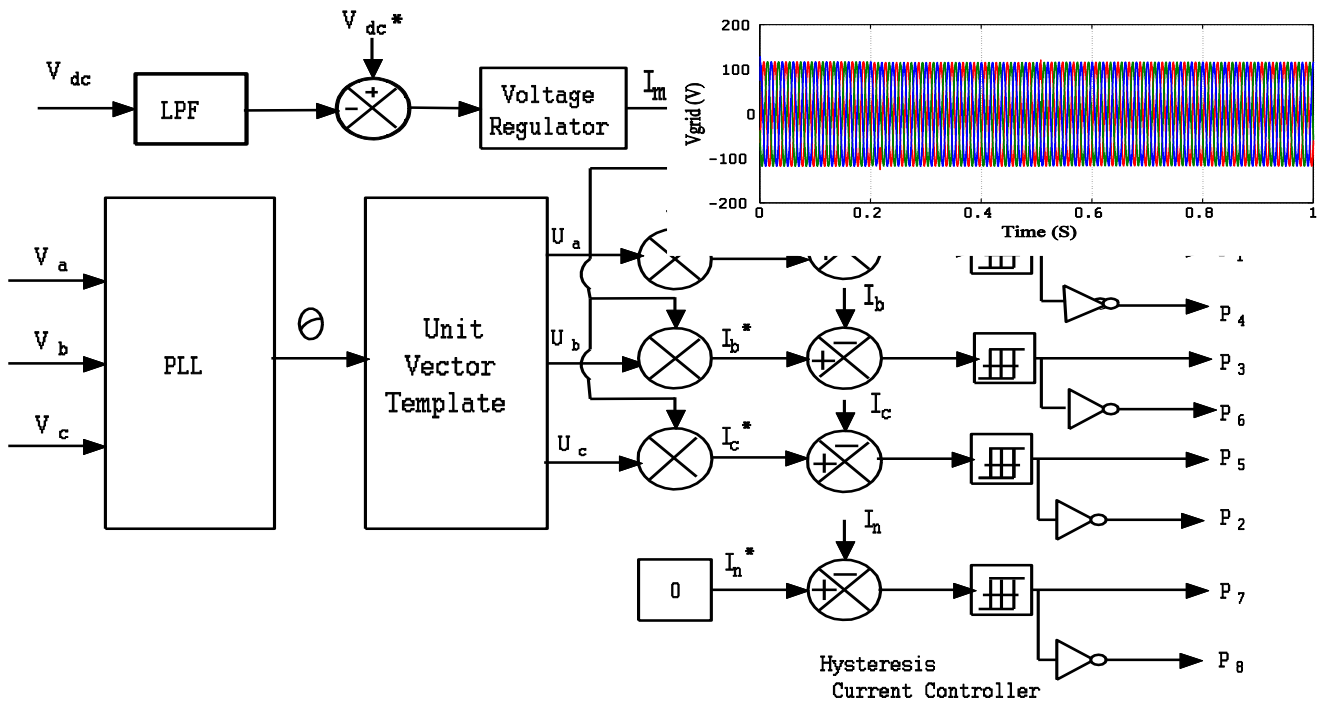 V dc*
V dc
LPF
+
-
Voltage
Regulator
I m
Vgrid (V)
200
100
0
-100
-200
0
0.2
0.4
0.6
0.8
1
Time (S)
V a
V b
V c
PLL
θ
Unit
Vector
Template
U a
U b
U c
P 4
I b
I b *
+
-
P 3
P 6
I c
I c *
+
-
P 5
P 2
I n
I n *
0
+
-
P 7
P 8
Hysteresis
Current Controller